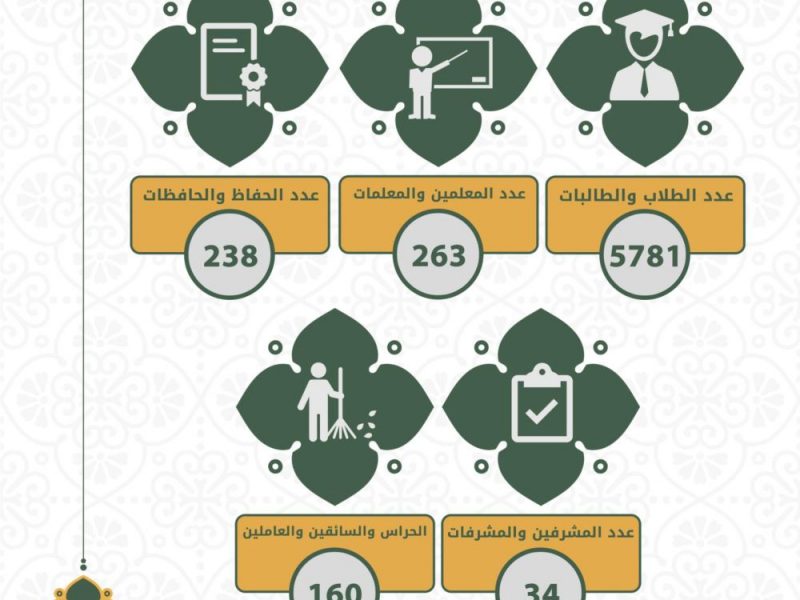 عدد الطلاب والطالبات
5781
عدد المعلمين والمعلمات
263
عدد الحفاظ والحافظات
238
عدد المشرفين والمشرفات
34
الحراس والسائقين والعاملين
160